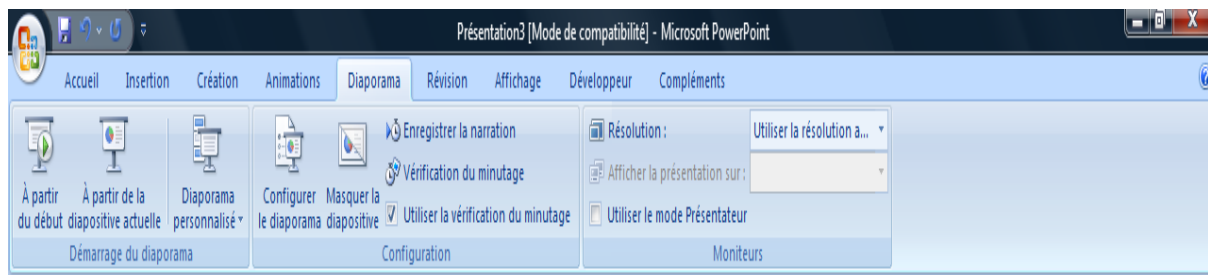 Présentation3 [Mode de compatibilité] - Microsoft PowerPoint
Accueil Insertion Création Animations Diaporama Révision Affichage Développeur Compléments
À partir du début
À partir de la diapositive actuelle
Diaporama personnalisé
Démarrage du diaporama
Configurer le diaporama
Masquer la diapositive
Enregistrer la narration
Vérification du minutage
Utiliser la vérification du minutage
Configuration
Résolution :
Utiliser la résolution a...
Afficher la présentation sur :
Utiliser le mode Présentateur
Moniteurs